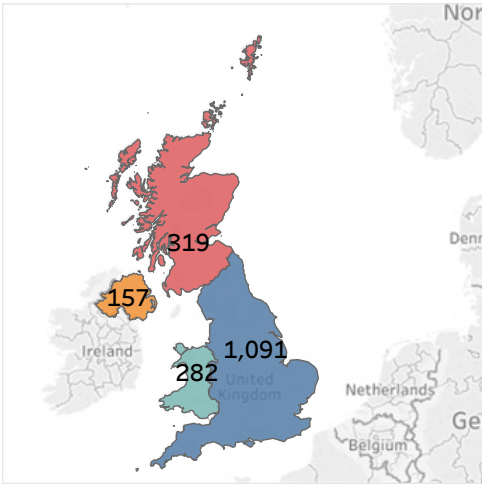 Nor
319
Denn
157
Ireland
1,091
282
United
Kingdom
Netherlands
Ge
Belgium